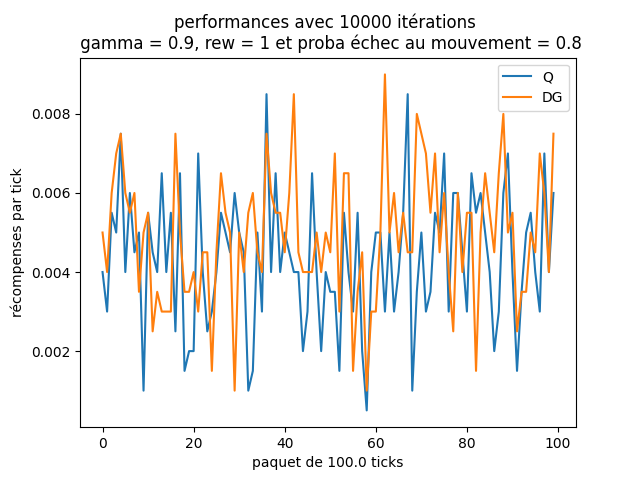 performances avec 10000 itérations
gamma = 0.9, rew = 1 et proba échec au mouvement = 0.8
Q
DG
récompenses par tick
0.008
0.006
0.004
0.002
0 20 40 60 80 100
paquet de 100.0 ticks